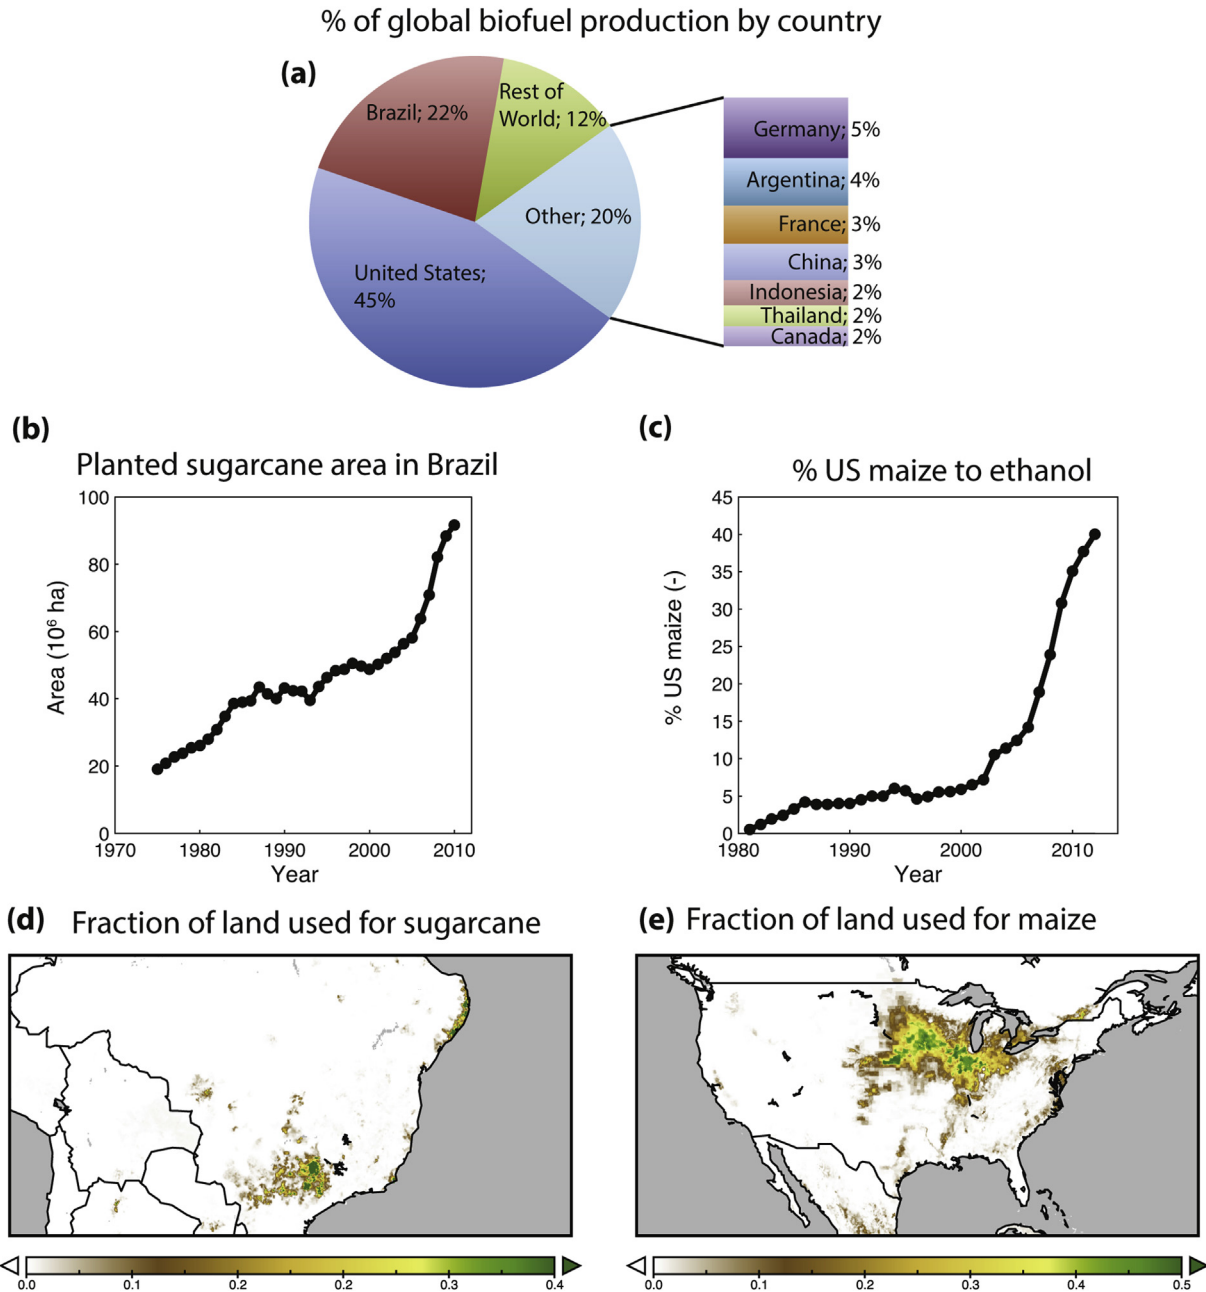 % of global biofuel production by country
(a)
Brazil; 22%
Rest of
World; 12%
Other; 20%
United States;
45%
Germany; 5%
Argentina; 4%
France; 3%
China; 3%
Indonesia; 2%
Thailand; 2%
Canada; 2%
(b)
Planted sugarcane area in Brazil
100
80
60
40
20
0
Area (10⁶ ha)
1970 1980 1990 2000 2010
Year
(c)
% US maize to ethanol
45
40
35
30
25
20
15
10
5
0
% US maize (-)
1980 1990 2000 2010
Year
(d) Fraction of land used for sugarcane
0.0 0.1 0.2 0.2 0.3 0.4
(e) Fraction of land used for maize
0.0 0.1 0.2 0.3 0.4 0.5